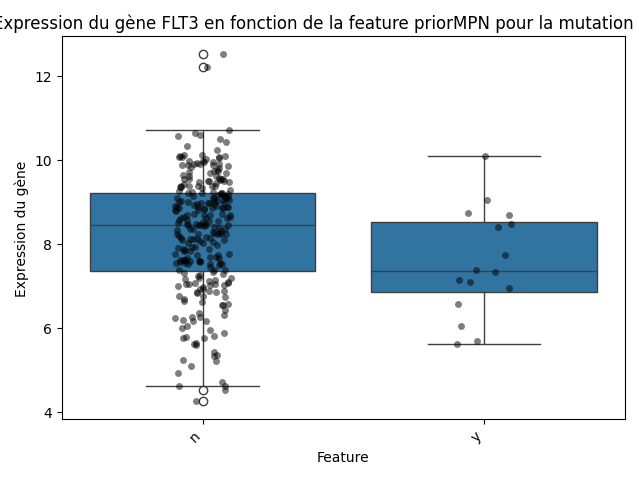 Expression du gène FLT3 en fonction de la feature priorMPN pour la mutation
Expression du gène
12
10
8
6
4
n
y
Feature